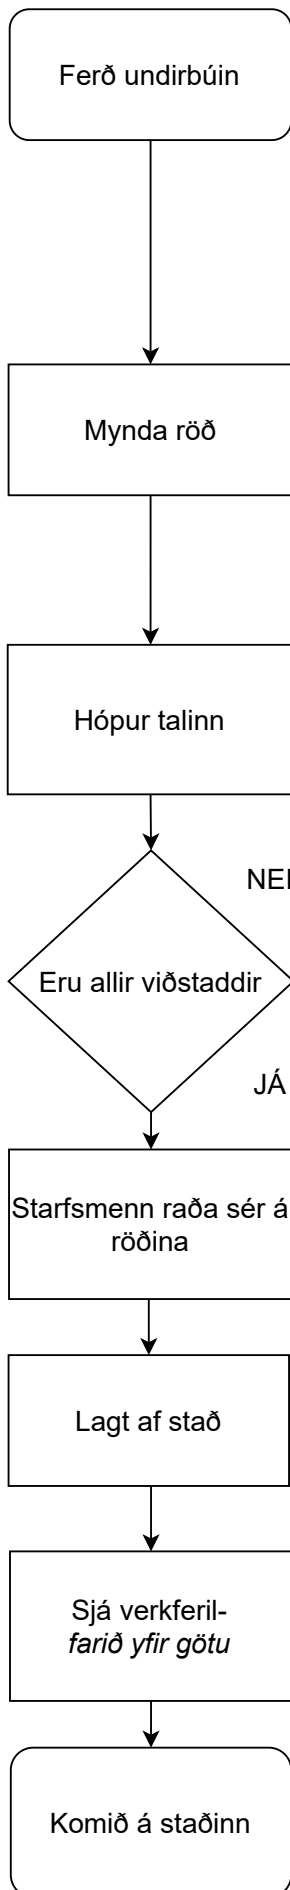 Ferð undirbúin
Mynda röð
Hópur talinn
NEI
Eru allir viðstaddir
JÁ
Starfsmenn raða sér á
röðina
Lagt af stað
Sjá verkferil-
farið yfir götu
Komið á staðinn